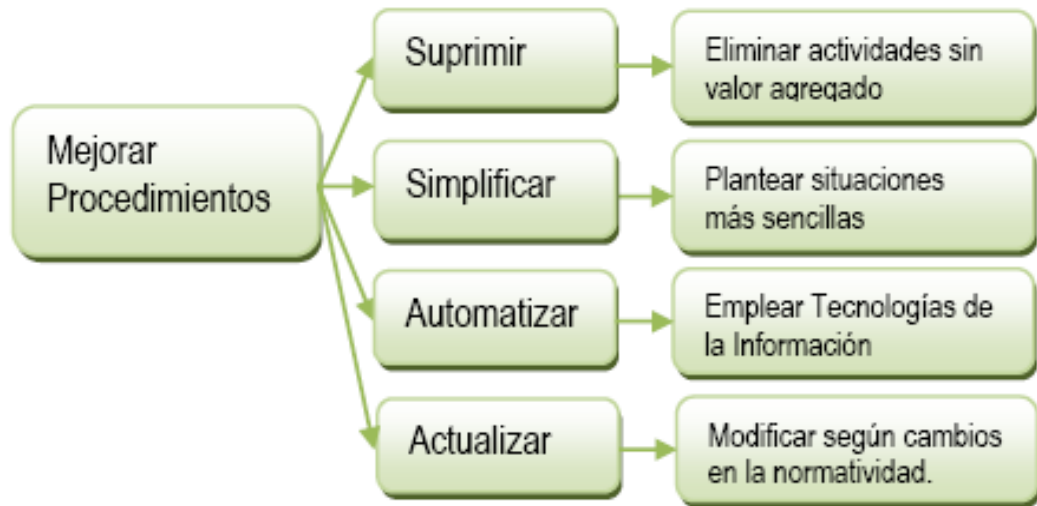 Mejorar
Procedimientos
Suprimir
Eliminar actividades sin
valor agregado
Simplificar
Plantear situaciones
más sencillas
Automatizar
Emplear Tecnologías de
la Información
Actualizar
Modificar según cambios
en la normatividad.